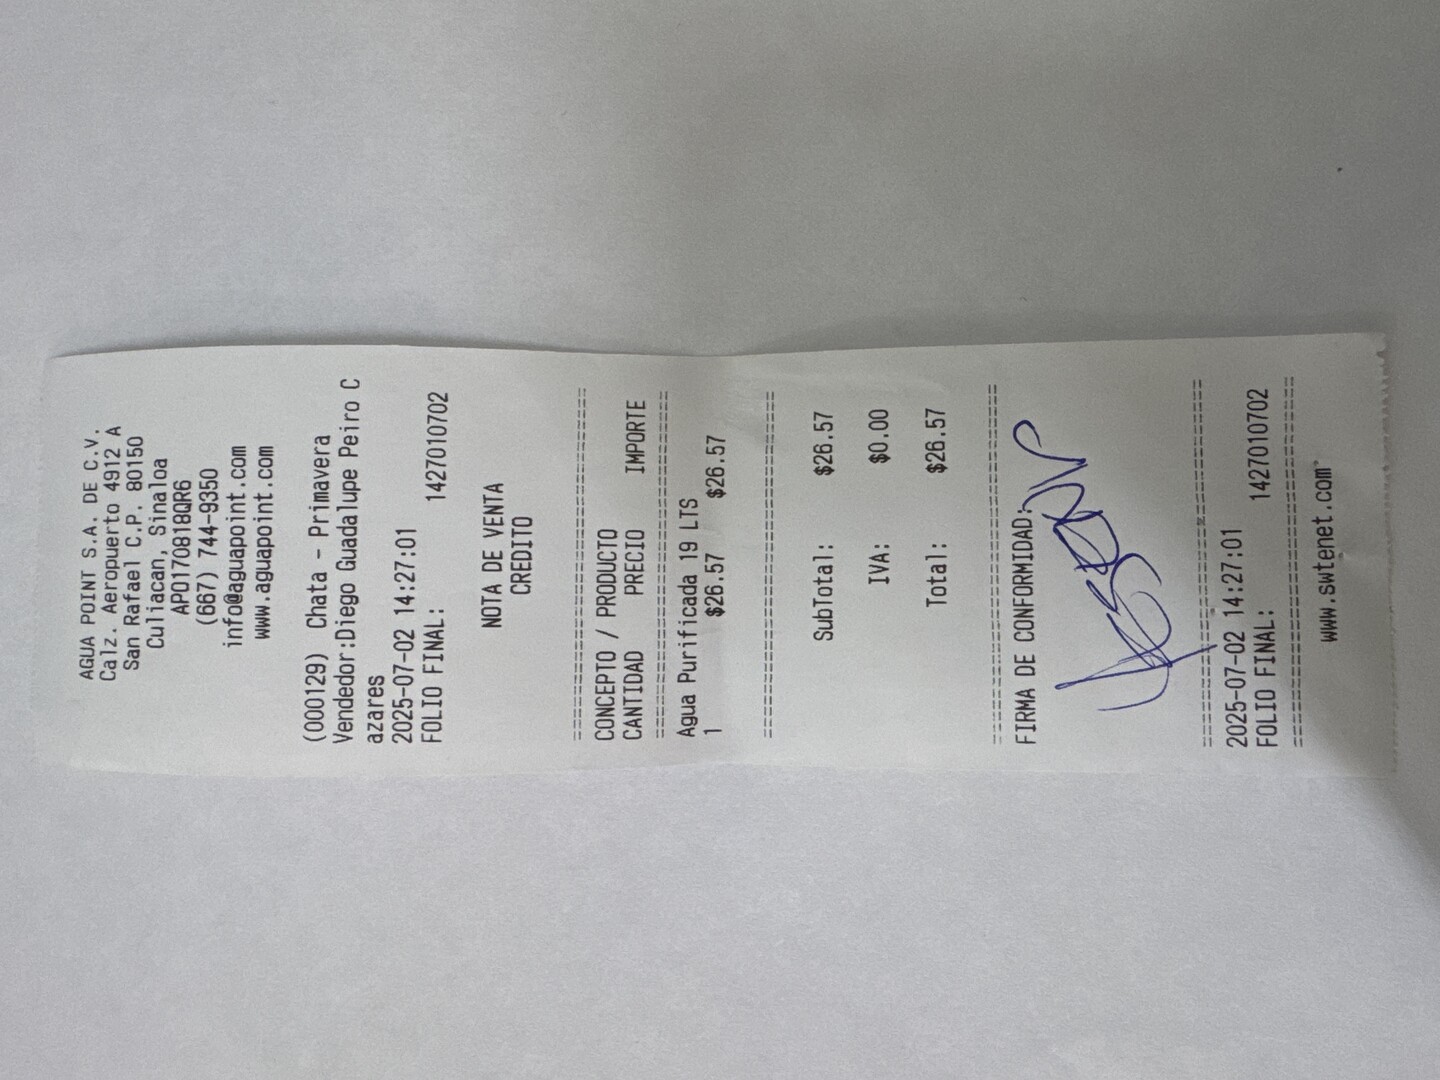 AGUA POINT S.A. DE C.V.
Calz. Aeropuerto 4912 A
San Rafael C.P. 80150
Culiacan, Sinaloa
APO170818QR6
(667) 744-9350
info@aguapoint.com
www.aguapoint.com
(000129) Chata - Primavera
Vendedor:Diego Guadalupe Peiro C
azares
2025-07-02 14:27:01
FOLIO FINAL: 1427010702
NOTA DE VENTA
CREDITO
CONCEPTO / PRODUCTO
CANTIDAD PRECIO IMPORTE
Agua Purificada 19 LTS
1 $26.57 $26.57
SubTotal: $26.57
IVA: $0.00
Total: $26.57
FIRMA DE CONFORMIDAD:
2025-07-02 14:27:01
FOLIO FINAL: 1427010702
www.swtenet.com